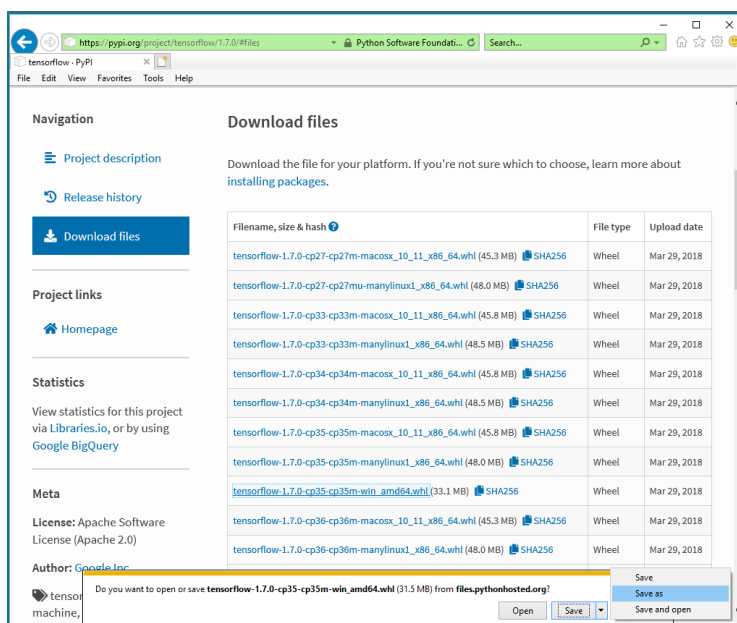 https://pypi.org/project/tensorflow/1.7.0/#files
Python Software Foundati...
Search...
tensorflow · PyPI
File Edit View Favorites Tools Help
Navigation
Project description
Release history
Download files
Project links
Homepage
Statistics
View statistics for this project
via Libraries.io, or by using
Google BigQuery
Meta
License: Apache Software
License (Apache 2.0)
Author: Google Inc.
tensor
machine,
Download files
Download the file for your platform. If you're not sure which to choose, learn more about
installing packages.
Filename, size & hash File type Upload date
tensorflow-1.7.0-cp27-cp27m-macosx_10_11_x86_64.whl (45.3 MB) SHA256 Wheel Mar 29, 2018
tensorflow-1.7.0-cp27-cp27mu-manylinux1_x86_64.whl (48.0 MB) SHA256 Wheel Mar 29, 2018
tensorflow-1.7.0-cp33-cp33m-macosx_10_11_x86_64.whl (45.8 MB) SHA256 Wheel Mar 29, 2018
tensorflow-1.7.0-cp33-cp33m-manylinux1_x86_64.whl (48.5 MB) SHA256 Wheel Mar 29, 2018
tensorflow-1.7.0-cp34-cp34m-macosx_10_11_x86_64.whl (45.8 MB) SHA256 Wheel Mar 29, 2018
tensorflow-1.7.0-cp34-cp34m-manylinux1_x86_64.whl (48.5 MB) SHA256 Wheel Mar 29, 2018
tensorflow-1.7.0-cp35-cp35m-macosx_10_11_x86_64.whl (45.8 MB) SHA256 Wheel Mar 29, 2018
tensorflow-1.7.0-cp35-cp35m-manylinux1_x86_64.whl (48.0 MB) SHA256 Wheel Mar 29, 2018
tensorflow-1.7.0-cp35-cp35m-win_amd64.whl (33.1 MB) SHA256 Wheel Mar 29, 2018
tensorflow-1.7.0-cp36-cp36m-macosx_10_11_x86_64.whl (45.3 MB) SHA256 Wheel Mar 29, 2018
tensorflow-1.7.0-cp36-cp36m-manylinux1_x86_64.whl (48.0 MB) SHA256 Wheel Mar 29, 2018
Do you want to open or save tensorflow-1.7.0-cp35-cp35m-win_amd64.whl (31.5 MB) from files.pythonhosted.org?
Open Save
Save
Save as
Save and open